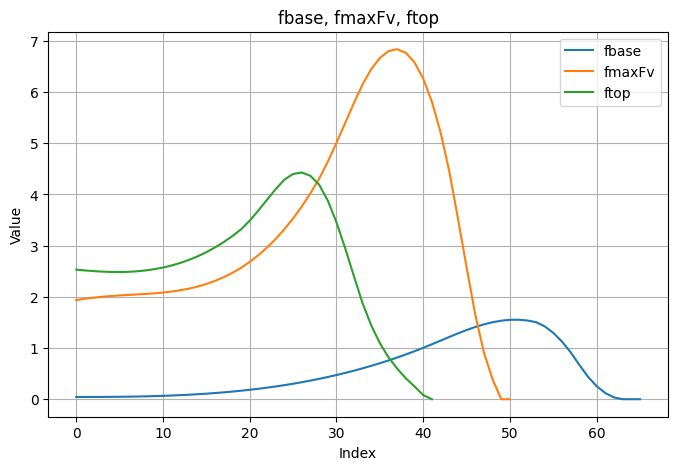 fbase, fmaxFv, ftop
fbase
fmaxFv
ftop
Value
7
6
5
4
3
2
1
0
0 10 20 30 40 50 60
Index